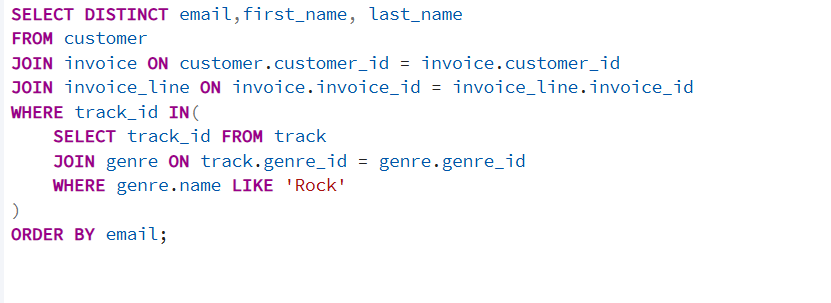 SELECT DISTINCT email,first_name, last_name
FROM customer
JOIN invoice ON customer.customer_id = invoice.customer_id
JOIN invoice_line ON invoice.invoice_id = invoice_line.invoice_id
WHERE track_id IN(
    SELECT track_id FROM track
    JOIN genre ON track.genre_id = genre.genre_id
    WHERE genre.name LIKE 'Rock'
)
ORDER BY email;